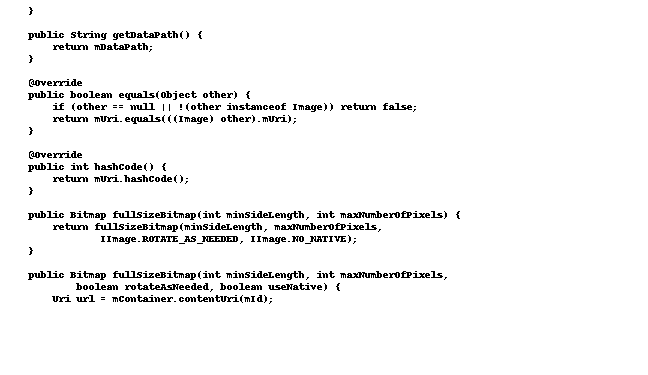 }

public String getDataPath() {
    return mDataPath;
}

@Override
public boolean equals(Object other) {
    if (other == null || !(other instanceof Image)) return false;
    return mUri.equals(((Image) other).mUri);
}

@Override
public int hashCode() {
    return mUri.hashCode();
}

public Bitmap fullSizeBitmap(int minSideLength, int maxNumberOfPixels) {
    return fullSizeBitmap(minSideLength, maxNumberOfPixels,
            IImage.ROTATE_AS_NEEDED, IImage.NO_NATIVE);
}

public Bitmap fullSizeBitmap(int minSideLength, int maxNumberOfPixels,
        boolean rotateAsNeeded, boolean useNative) {
    Uri url = mContainer.contentUri(mId);